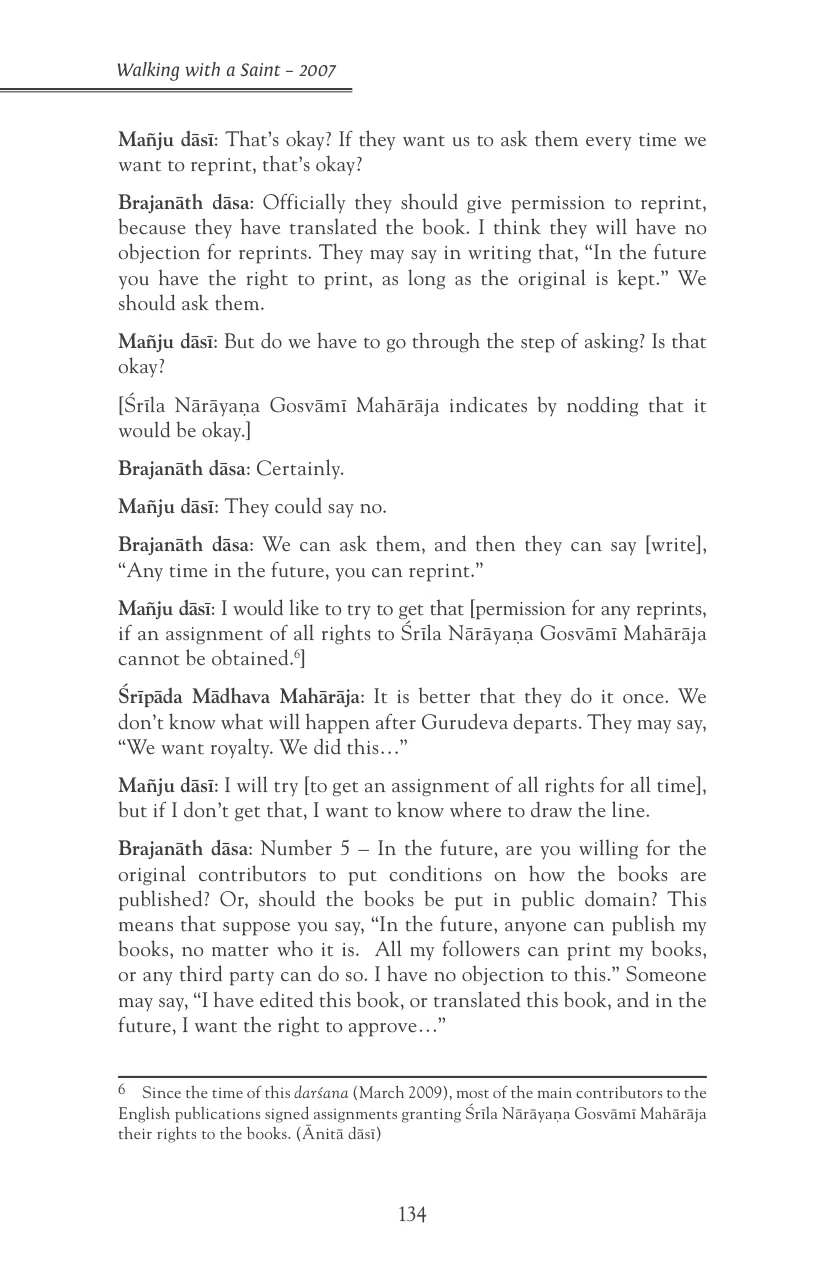 Walking with a Saint – 2007
Mañju dāsī: That’s okay? If they want us to ask them every time we
want to reprint, that’s okay?
Brajanāth dāsa: Officially they should give permission to reprint,
because they have translated the book. I think they will have no
objection for reprints. They may say in writing that, “In the future
you have the right to print, as long as the original is kept.” We
should ask them.
Mañju dāsī: But do we have to go through the step of asking? Is that
okay?
[Śrīla Nārāyaṇa Gosvāmī Mahārāja indicates by nodding that it
would be okay.]
Brajanāth dāsa: Certainly.
Mañju dāsī: They could say no.
Brajanāth dāsa: We can ask them, and then they can say [write],
“Any time in the future, you can reprint.”
Mañju dāsī: I would like to try to get that [permission for any reprints,
if an assignment of all rights to Śrīla Nārāyaṇa Gosvāmī Mahārāja
cannot be obtained.⁶]
Śrīpāda Mādhava Mahārāja: It is better that they do it once. We
don’t know what will happen after Gurudeva departs. They may say,
“We want royalty. We did this…”
Mañju dāsī: I will try [to get an assignment of all rights for all time],
but if I don’t get that, I want to know where to draw the line.
Brajanāth dāsa: Number 5 – In the future, are you willing for the
original contributors to put conditions on how the books are
published? Or, should the books be put in public domain? This
means that suppose you say, “In the future, anyone can publish my
books, no matter who it is. All my followers can print my books,
or any third party can do so. I have no objection to this.” Someone
may say, “I have edited this book, or translated this book, and in the
future, I want the right to approve…”
6 Since the time of this darśana (March 2009), most of the main contributors to the
English publications signed assignments granting Śrīla Nārāyaṇa Gosvāmī Mahārāja
their rights to the books. (Ānitā dāsī)
134